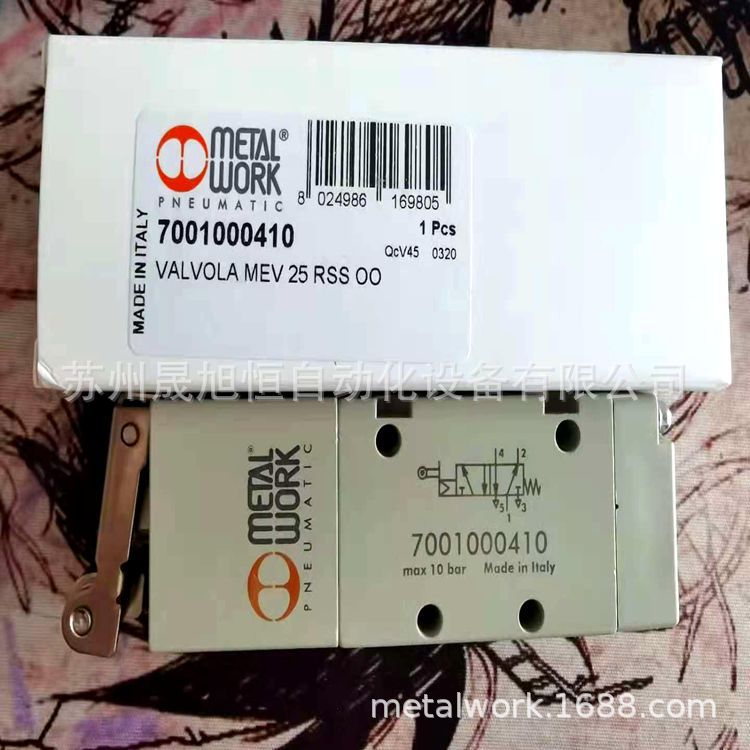 METAL®
WORK
PNEUMATIC
8 024986 169805
7001000410
1 Pcs
QcV45 0320
VALVOLA MEV 25 RSS OO
MADE IN ITALY
苏州晟旭恒自动化设备有限公司
METAL®
WORK
PNEUMATIC
4 2
5 3
1
7001000410
max 10 bar Made in Italy
metalwork.1688.com